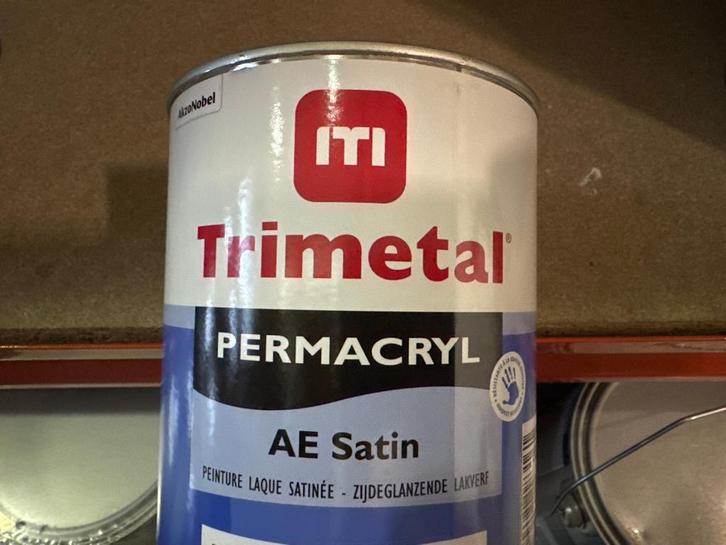 AkzoNobel
Trimetal®
PERMACRYL
AE Satin
PEINTURE LAQUE SATINÉE - ZIJDEGLANZENDE LAKVERF